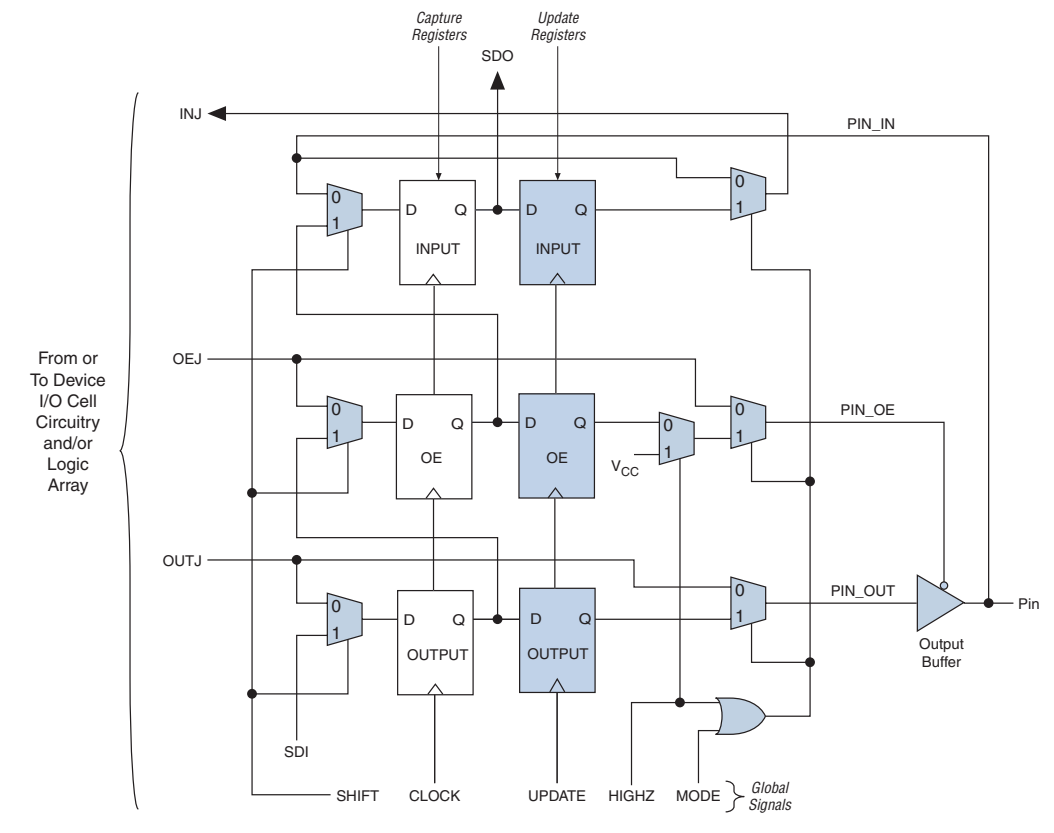 Capture
Registers
Update
Registers
SDO
INJ
PIN_IN
0
1
D Q
INPUT
D Q
INPUT
0
1
From or
To Device
I/O Cell
Circuitry
and/or
Logic
Array
OEJ
0
1
D Q
OE
D Q
OE
0
1
VCC
0
1
PIN_OE
OUTJ
0
1
D Q
OUTPUT
D Q
OUTPUT
0
1
PIN_OUT
Pin
Output
Buffer
SDI
SHIFT
CLOCK
UPDATE
HIGHZ
MODE
Global
Signals